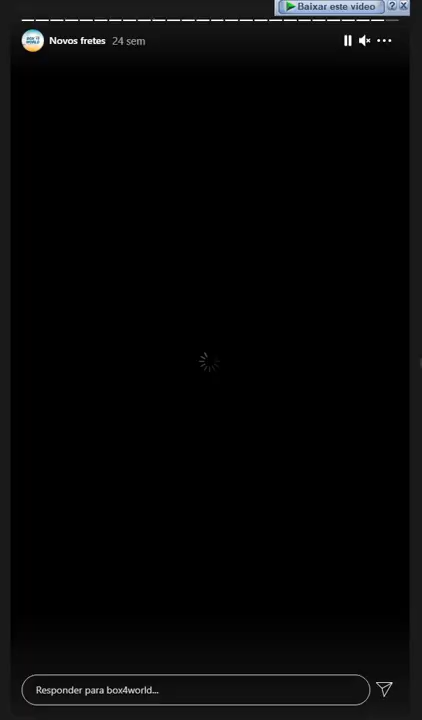 Baixar este vídeo ? X
Novos fretes 24 sem
Responder para box4world...